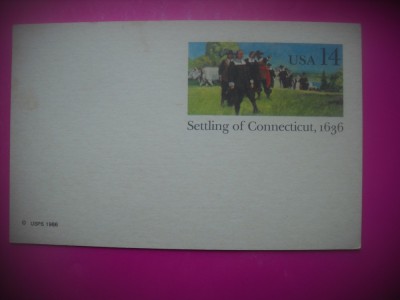 USA 14
Settling of Connecticut, 1636
© USPS 1986